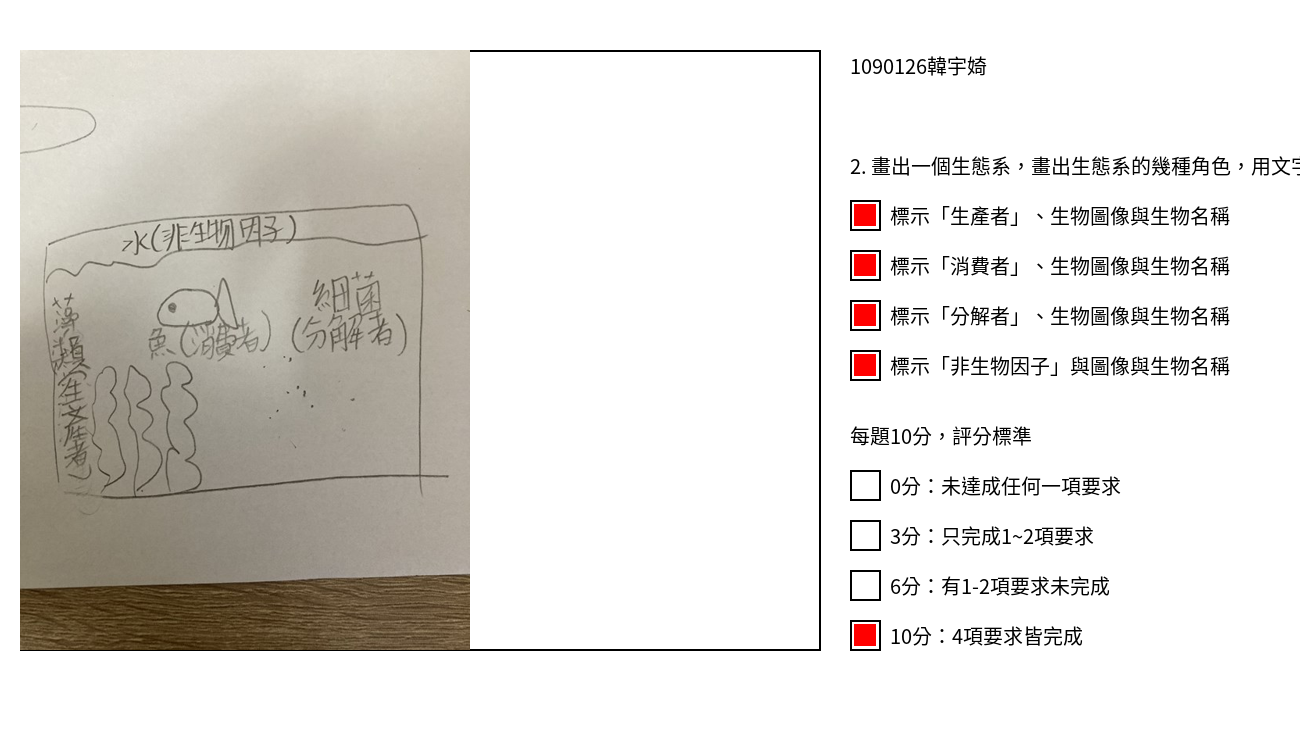 1090126韓宇婍
2. 畫出一個生態系，畫出生態系的幾種角色，用文字
標示「生產者」、生物圖像與生物名稱
標示「消費者」、生物圖像與生物名稱
標示「分解者」、生物圖像與生物名稱
標示「非生物因子」與圖像與生物名稱
每題10分，評分標準
0分：未達成任何一項要求
3分：只完成1~2項要求
6分：有1-2項要求未完成
10分：4項要求皆完成
水(非生物因子)
細菌
(分解者)
魚(消費者)
藻類(生產者)